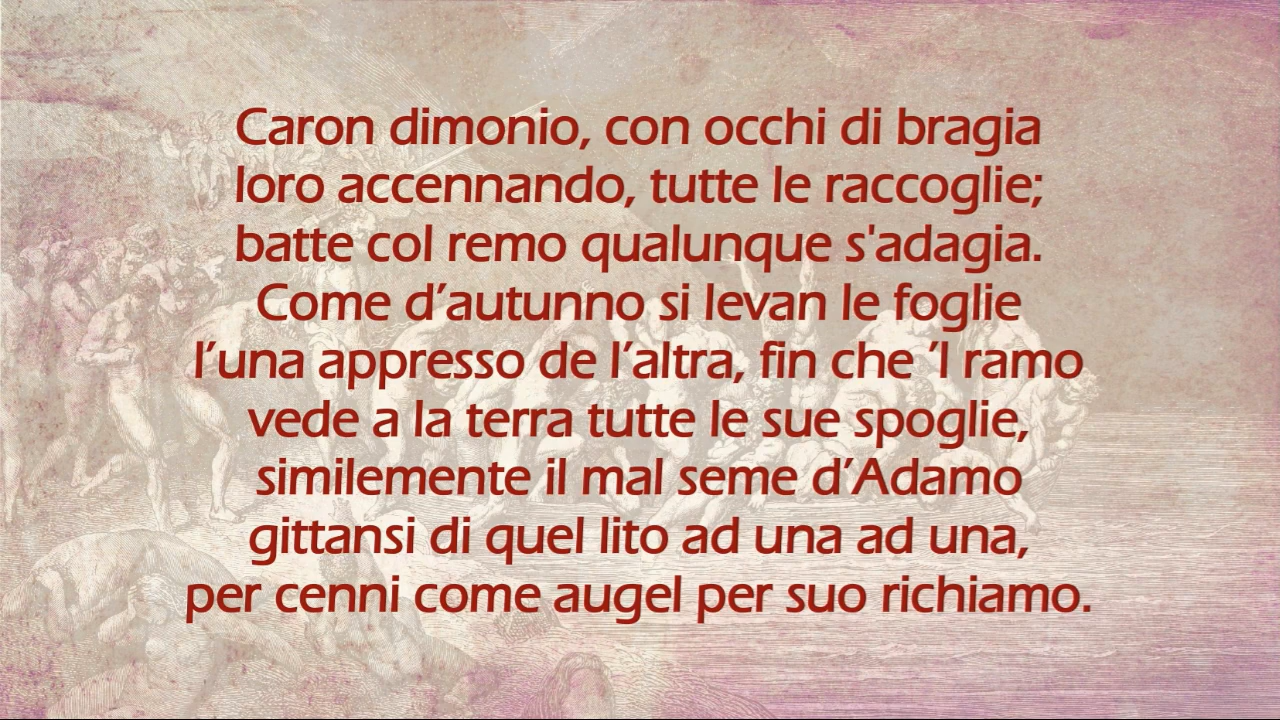 Caron dimonio, con occhi di bragia
loro accennando, tutte le raccoglie;
batte col remo qualunque s'adagia.
Come d’autunno si levan le foglie
l’una appresso de l’altra, fin che ’l ramo
vede a la terra tutte le sue spoglie,
similemente il mal seme d’Adamo
gittansi di quel lito ad una ad una,
per cenni come augel per suo richiamo.